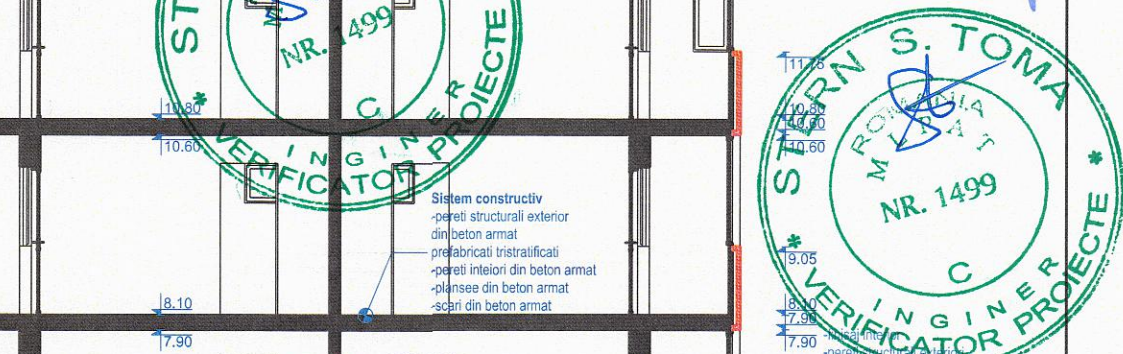 ST
NR. 1499
C
* VERIFICATOR PROIECTE
INGINER
10.80
10.60
Sistem constructiv
-pereti structurali exterior
din beton armat
prefabricati tristratificati
-pereti inteiori din beton armat
-plansee din beton armat
-scari din beton armat
8.10
7.90
11.75
10.80
10.60
10.60
9.05
8.10
7.90
7.90
STERN S. TOMA
ROMANIA
MLPAT
NR. 1499
C
INGINER
* VERIFICATOR PROIECTE *